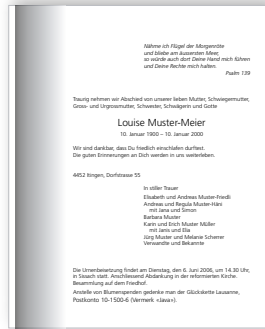 Nähme ich Flügel der Morgenröte
und bliebe am äussersten Meer,
so würde auch dort Deine Hand mich führen
und Deine Rechte mich halten.
Psalm 139
Traurig nehmen wir Abschied von unserer lieben Mutter, Schwiegermutter,
Gross- und Urgrossmutter, Schwester, Schwägerin und Gotte
Louise Muster-Meier
10. Januar 1900 – 10. Januar 2000
Wir sind dankbar, dass Du friedlich einschlafen durftest.
Die guten Erinnerungen an Dich werden in uns weiterleben.
4452 Itingen, Dorfstrasse 55
In stiller Trauer
Elisabeth und Andreas Muster-Friedli
Andreas und Regula Muster-Häni
mit Jana und Simon
Barbara Muster
Karin und Erich Muster Müller
mit Janis und Elia
Jürg Muster und Melanie Scherrer
Verwandte und Bekannte
Die Urnenbeisetzung findet am Dienstag, den 6. Juni 2006, um 14.30 Uhr,
in Sissach statt. Anschliessend Abdankung in der reformierten Kirche.
Besammlung auf dem Friedhof.
Anstelle von Blumenspenden gedenke man der Glückskette Lausanne,
Postkonto 10-1500-6 (Vermerk «Java»).